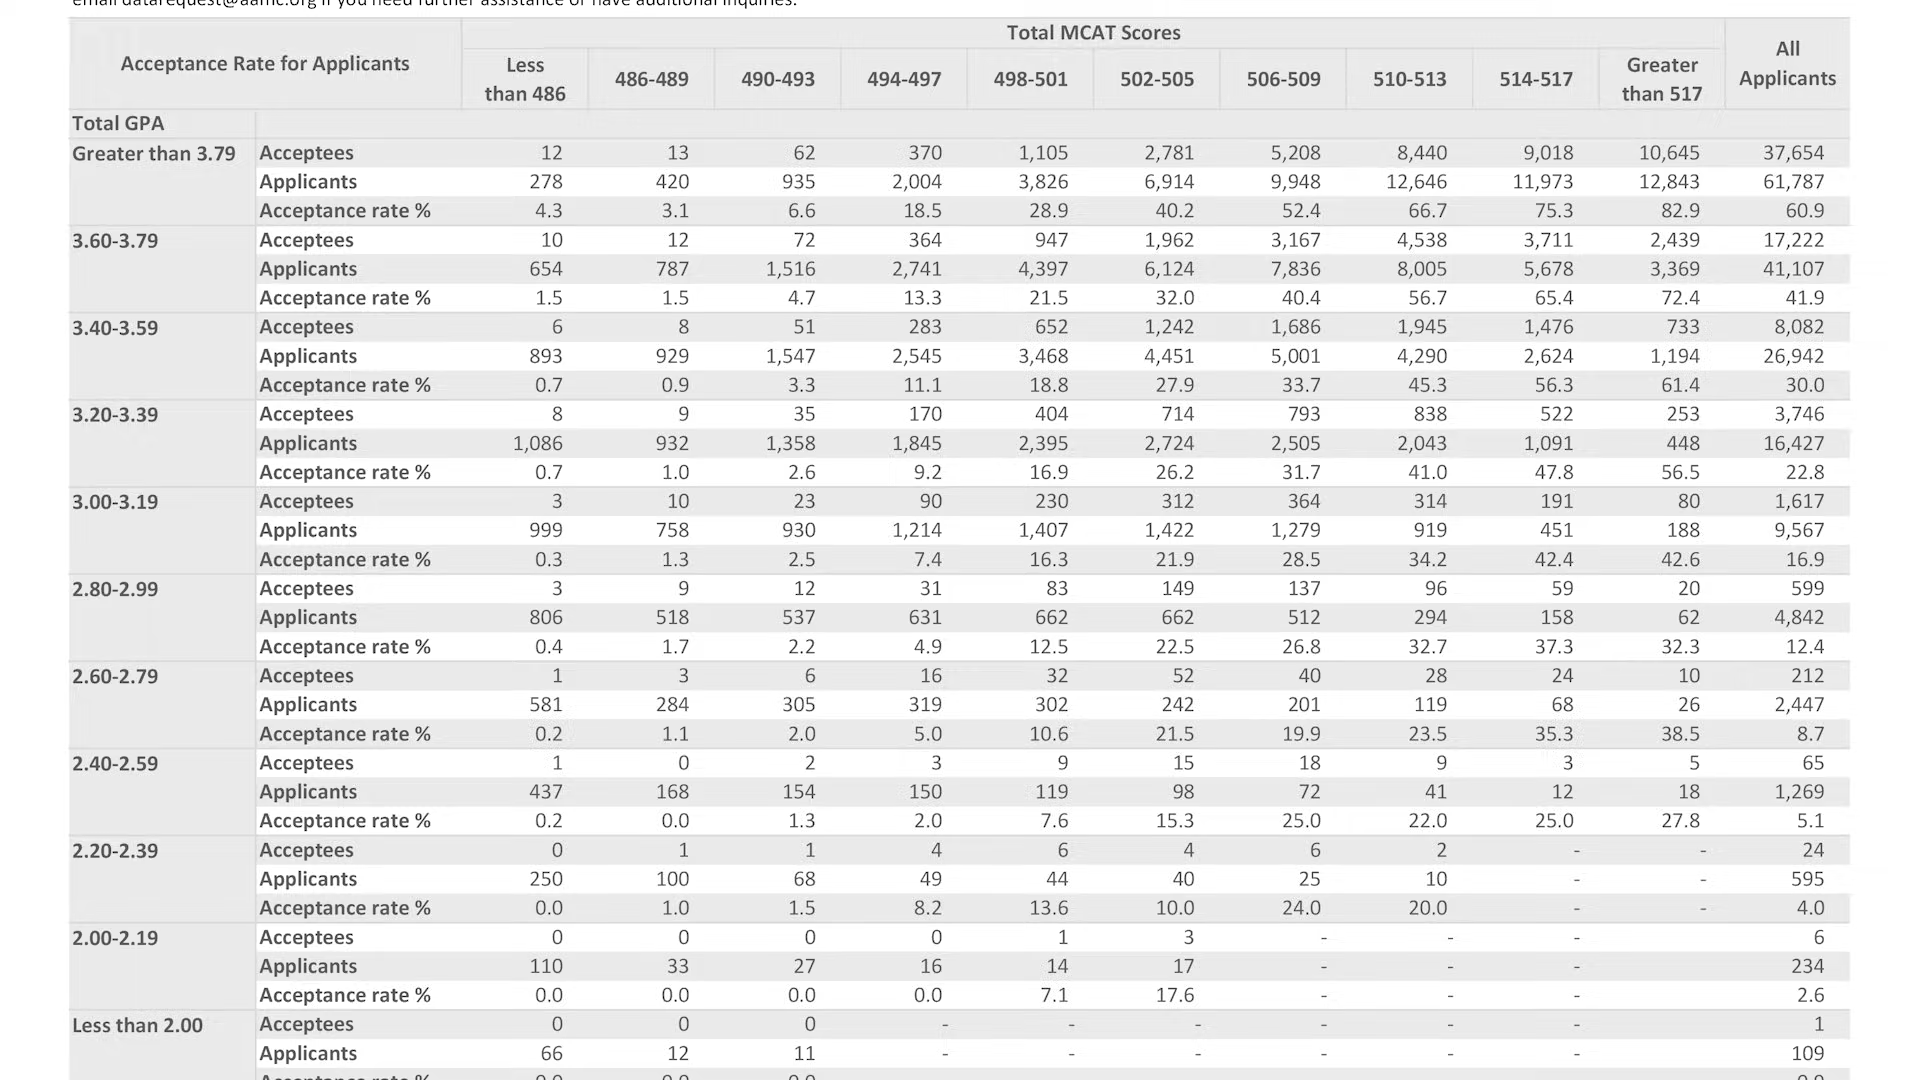 email datarequest@aamc.org if you need further assistance or have additional inquiries.
Acceptance Rate for Applicants Total MCAT Scores All Applicants
Less than 486 486-489 490-493 494-497 498-501 502-505 506-509 510-513 514-517 Greater than 517
Total GPA
Greater than 3.79 Acceptees 12 13 62 370 1,105 2,781 5,208 8,440 9,018 10,645 37,654
Applicants 278 420 935 2,004 3,826 6,914 9,948 12,646 11,973 12,843 61,787
Acceptance rate % 4.3 3.1 6.6 18.5 28.9 40.2 52.4 66.7 75.3 82.9 60.9
3.60-3.79 Acceptees 10 12 72 364 947 1,962 3,167 4,538 3,711 2,439 17,222
Applicants 654 787 1,516 2,741 4,397 6,124 7,836 8,005 5,678 3,369 41,107
Acceptance rate % 1.5 1.5 4.7 13.3 21.5 32.0 40.4 56.7 65.4 72.4 41.9
3.40-3.59 Acceptees 6 8 51 283 652 1,242 1,686 1,945 1,476 733 8,082
Applicants 893 929 1,547 2,545 3,468 4,451 5,001 4,290 2,624 1,194 26,942
Acceptance rate % 0.7 0.9 3.3 11.1 18.8 27.9 33.7 45.3 56.3 61.4 30.0
3.20-3.39 Acceptees 8 9 35 170 404 714 793 838 522 253 3,746
Applicants 1,086 932 1,358 1,845 2,395 2,724 2,505 2,043 1,091 448 16,427
Acceptance rate % 0.7 1.0 2.6 9.2 16.9 26.2 31.7 41.0 47.8 56.5 22.8
3.00-3.19 Acceptees 3 10 23 90 230 312 364 314 191 80 1,617
Applicants 999 758 930 1,214 1,407 1,422 1,279 919 451 188 9,567
Acceptance rate % 0.3 1.3 2.5 7.4 16.3 21.9 28.5 34.2 42.4 42.6 16.9
2.80-2.99 Acceptees 3 9 12 31 83 149 137 96 59 20 599
Applicants 806 518 537 631 662 662 512 294 158 62 4,842
Acceptance rate % 0.4 1.7 2.2 4.9 12.5 22.5 26.8 32.7 37.3 32.3 12.4
2.60-2.79 Acceptees 1 3 6 16 32 52 40 28 24 10 212
Applicants 581 284 305 319 302 242 201 119 68 26 2,447
Acceptance rate % 0.2 1.1 2.0 5.0 10.6 21.5 19.9 23.5 35.3 38.5 8.7
2.40-2.59 Acceptees 1 0 2 3 9 15 18 9 3 5 65
Applicants 437 168 154 150 119 98 72 41 12 18 1,269
Acceptance rate % 0.2 0.0 1.3 2.0 7.6 15.3 25.0 22.0 25.0 27.8 5.1
2.20-2.39 Acceptees 0 1 1 4 6 4 6 2 - - 24
Applicants 250 100 68 49 44 40 25 10 - - 595
Acceptance rate % 0.0 1.0 1.5 8.2 13.6 10.0 24.0 20.0 - - 4.0
2.00-2.19 Acceptees 0 0 0 0 1 3 - - - 6
Applicants 110 33 27 16 14 17 - - - 234
Acceptance rate % 0.0 0.0 0.0 0.0 7.1 17.6 - - - 2.6
Less than 2.00 Acceptees 0 0 0 - - - - - - 1
Applicants 66 12 11 - - - - - - 109
Acceptance rate % 0.0 0.0 0.0 0.9